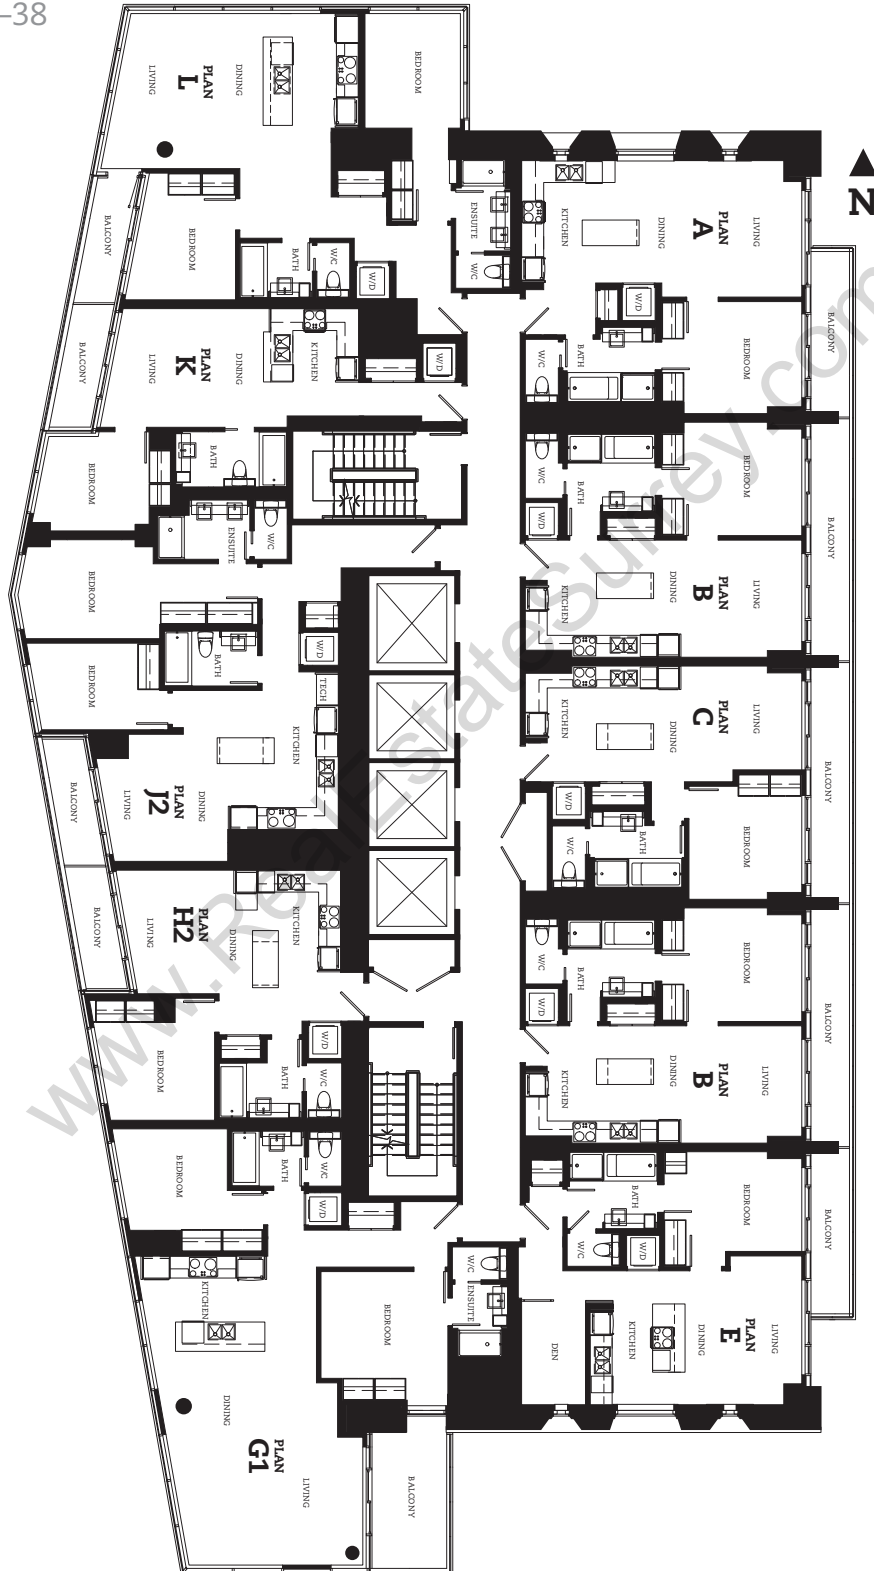 –38
N
LIVING
PLAN
L
DINING
BEDROOM
BEDROOM
BALCONY
BATH
W/C
W/D
ENSUITE
W/C
KITCHEN
DINING
PLAN
A
LIVING
BALCONY
W/D
BATH
W/C
BEDROOM
BALCONY
LIVING
PLAN
K
DINING
KITCHEN
W/D
BATH
BEDROOM
ENSUITE
W/C
BEDROOM
W/C
BATH
W/D
BEDROOM
KITCHEN
DINING
PLAN
B
LIVING
BALCONY
BEDROOM
BATH
W/D
TECH
KITCHEN
DINING
PLAN
J2
LIVING
BALCONY
KITCHEN
DINING
PLAN
C
LIVING
BALCONY
W/D
W/C
BATH
BEDROOM
BALCONY
LIVING
PLAN
H2
DINING
KITCHEN
BEDROOM
W/D
BATH
W/C
W/C
BATH
W/D
BEDROOM
BALCONY
KITCHEN
DINING
PLAN
B
LIVING
BEDROOM
BATH
W/C
W/D
KITCHEN
DINING
PLAN
G1
LIVING
BEDROOM
W/C
ENSUITE
BALCONY
BATH
W/C
W/D
BEDROOM
BALCONY
DEN
KITCHEN
DINING
PLAN
E
LIVING
www.RealEstateSurrey.com